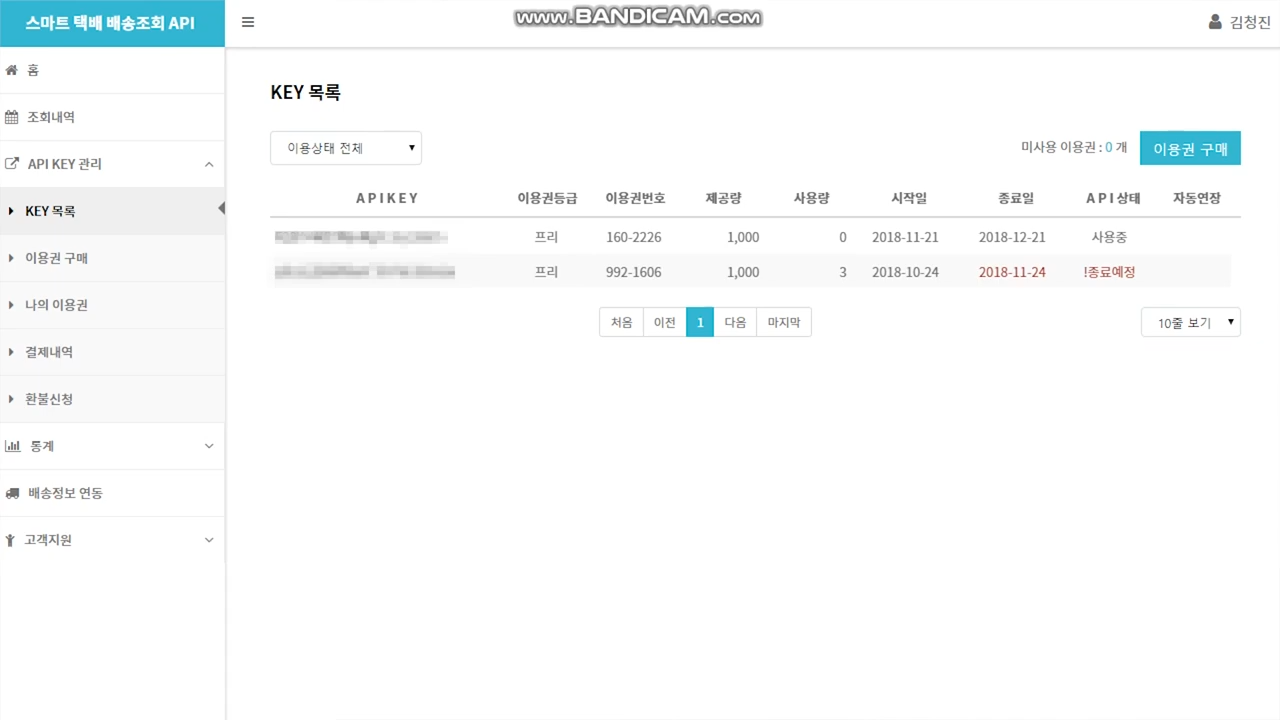 스마트 택배 배송조회 API
www.BANDICAM.com
김청진
홈
조회내역
API KEY 관리
KEY 목록
이용권 구매
나의 이용권
결제내역
환불신청
통계
배송정보 연동
고객지원
KEY 목록
이용상태 전체
미사용 이용권 : 0 개
이용권 구매
A P I K E Y 이용권등급 이용권번호 제공량 사용량 시작일 종료일 A P I 상태 자동연장
프리 160-2226 1,000 0 2018-11-21 2018-12-21 사용중
프리 992-1606 1,000 3 2018-10-24 2018-11-24 !종료예정
처음 이전 1 다음 마지막
10줄 보기